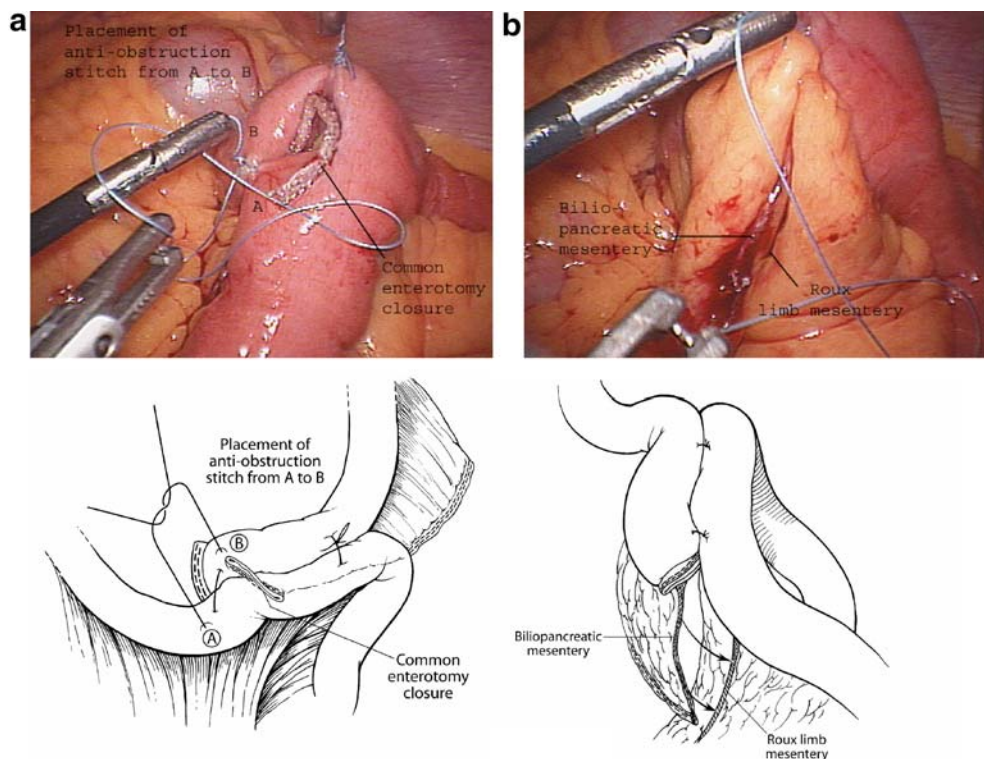 a
Placement of
anti-obstruction
stitch from A to B
B
A
Common
enterotomy
closure
b
Bilio-
pancreatic
mesentery
Roux
limb mesentery
Placement of
anti-obstruction
stitch from A to B
B
A
Common
enterotomy
closure
Biliopancreatic
mesentery
Roux limb
mesentery